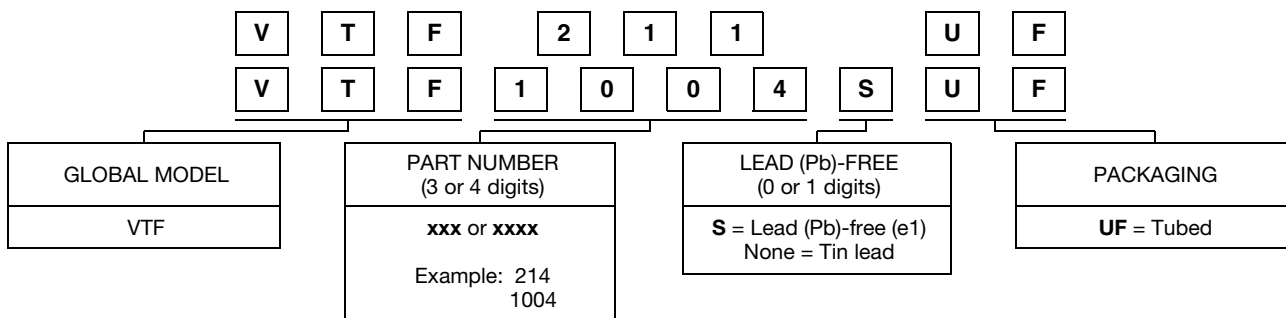 V T F 2 1 1 U F
V T F 1 0 0 4 S U F
GLOBAL MODEL
VTF
PART NUMBER
(3 or 4 digits)
xxx or xxxx
Example: 214
1004
LEAD (Pb)-FREE
(0 or 1 digits)
S = Lead (Pb)-free (e1)
None = Tin lead
PACKAGING
UF = Tubed